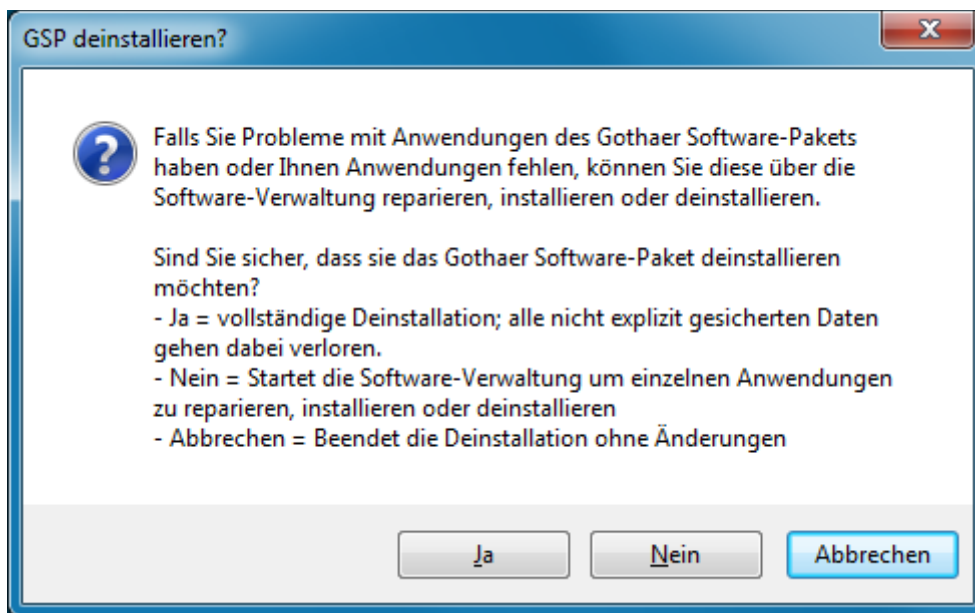 GSP deinstallieren?
Falls Sie Probleme mit Anwendungen des Gothaer Software-Pakets
haben oder Ihnen Anwendungen fehlen, können Sie diese über die
Software-Verwaltung reparieren, installieren oder deinstallieren.
Sind Sie sicher, dass sie das Gothaer Software-Paket deinstallieren
möchten?
- Ja = vollständige Deinstallation; alle nicht explizit gesicherten Daten
gehen dabei verloren.
- Nein = Startet die Software-Verwaltung um einzelnen Anwendungen
zu reparieren, installieren oder deinstallieren
- Abbrechen = Beendet die Deinstallation ohne Änderungen
Ja Nein Abbrechen